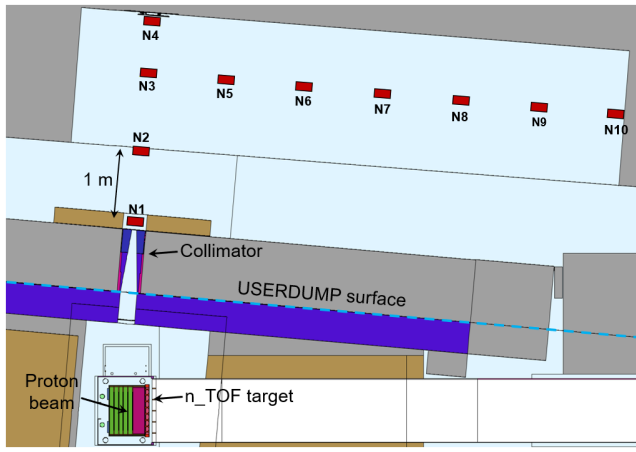 N4
N3
N5
N6
N7
N8
N9
N10
N2
1 m
N1
Collimator
USERDUMP surface
Proton
beam
n_TOF target